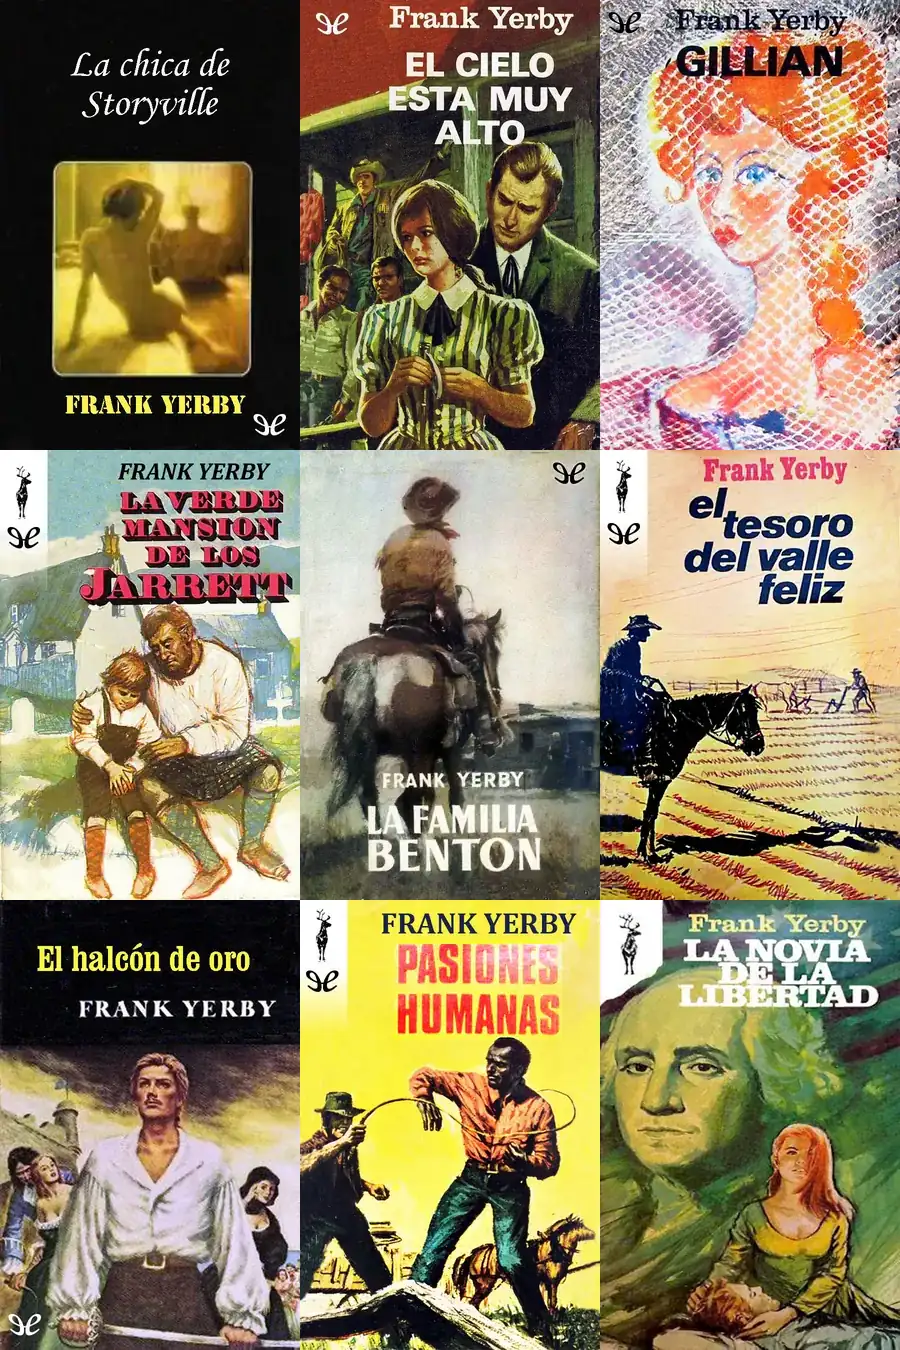 La chica de
Storyville
FRANK YERBY
Frank Yerby
EL CIELO
ESTA MUY
ALTO
Frank Yerby
GILLIAN
FRANK YERBY
LA VERDE
MANSION
DE LOS
JARRETT
FRANK YERBY
LA FAMILIA
BENTON
Frank Yerby
el
tesoro
del valle
feliz
El halcón de oro
FRANK YERBY
FRANK YERBY
PASIONES
HUMANAS
Frank Yerby
LA NOVIA
DE LA
LIBERTAD